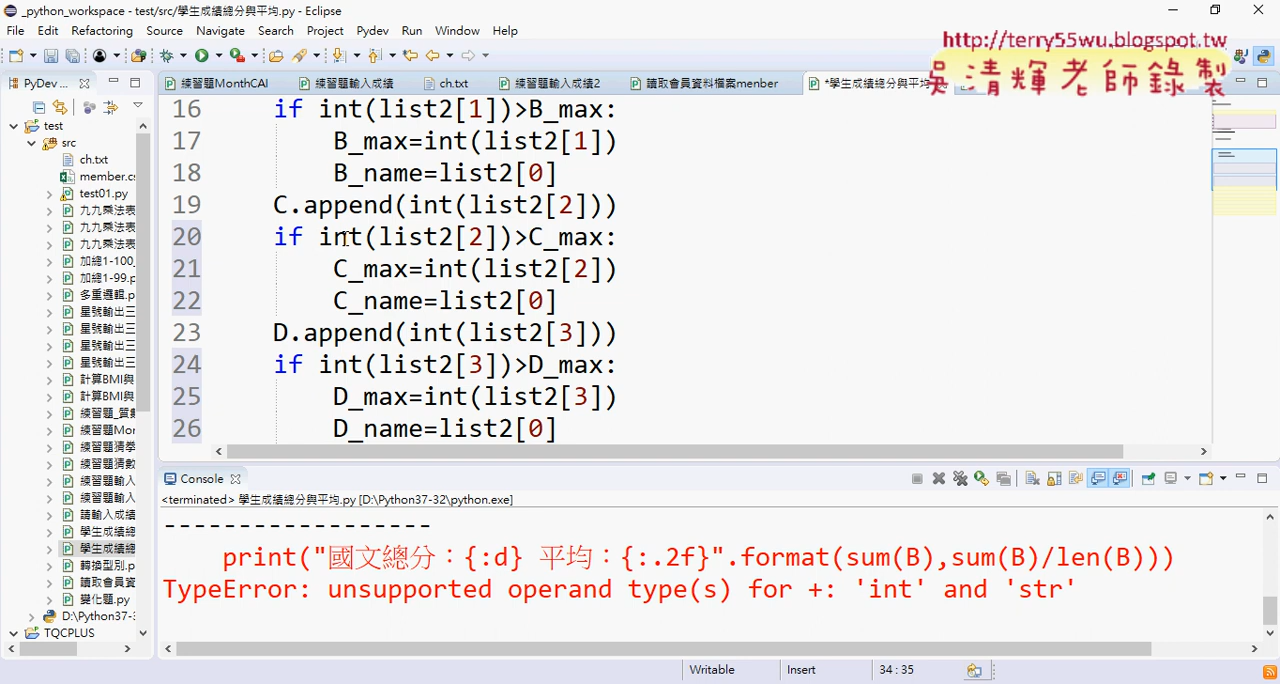 _python_workspace - test/src/學生成績總分與平均.py - Eclipse
File Edit Refactoring Source Navigate Search Project Pydev Run Window Help
http://terry55wu.blogspot.tw
吳清輝老師錄製
PyDev
練習題MonthCAI
練習題輸入成績
ch.txt
練習題輸入成績2
讀取會員資料檔案menber
*學生成績總分與平均
test
src
ch.txt
member.cs
test01.py
九九乘法表
九九乘法表
九九乘法表
加總1-100_
加總1-99.p
多重邏輯.p
星號輸出三
星號輸出三
星號輸出三
星號輸出三
計算BMI與
計算BMI與
練習題_質數
練習題Mor
練習題猜拳
練習題猜數
練習題輸入
練習題輸入
請輸入成績
學生成績總
學生成績總
轉換型別.p
讀取會員資
變化題.py
D:\Python37-3
TQCPLUS
16 if int(list2[1])>B_max:
17 B_max=int(list2[1])
18 B_name=list2[0]
19 C.append(int(list2[2]))
20 if int(list2[2])>C_max:
21 C_max=int(list2[2])
22 C_name=list2[0]
23 D.append(int(list2[3]))
24 if int(list2[3])>D_max:
25 D_max=int(list2[3])
26 D_name=list2[0]
Console
<terminated> 學生成績總分與平均.py [D:\Python37-32\python.exe]
------------------
print("國文總分：{:d} 平均：{:.2f}".format(sum(B),sum(B)/len(B)))
TypeError: unsupported operand type(s) for +: 'int' and 'str'
Writable Insert 34 : 35